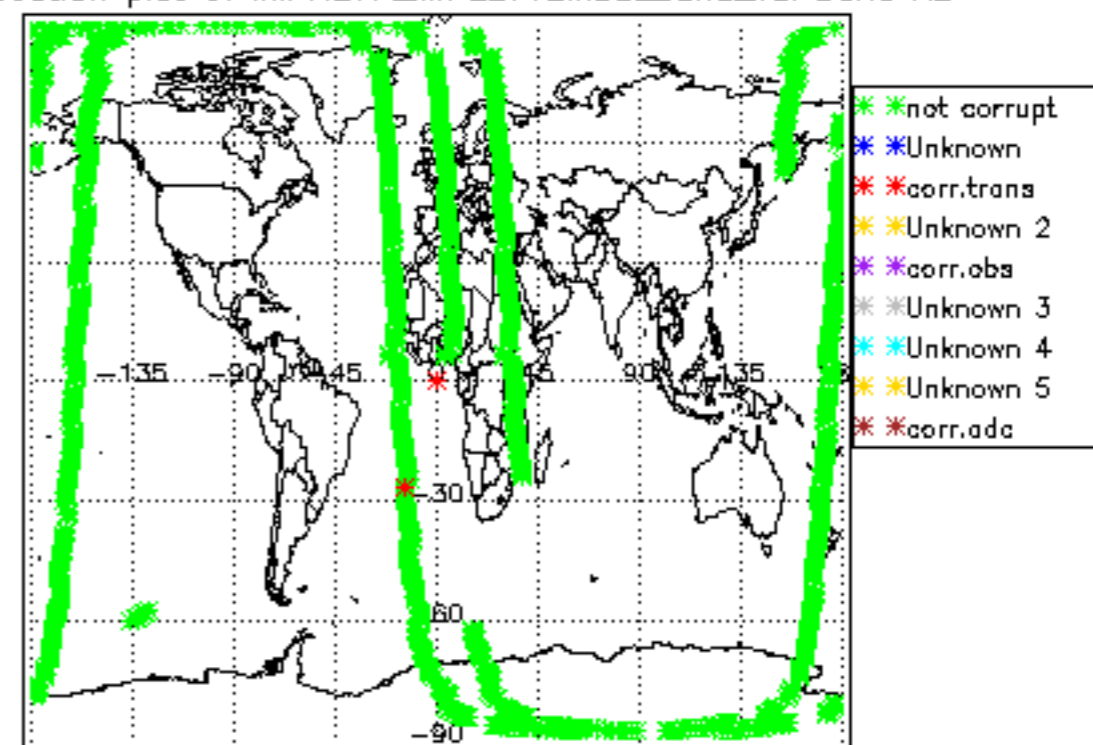 not corrupt
Unknown
corr.trans
Unknown 2
corr.obs
Unknown 3
Unknown 4
Unknown 5
corr.adc
-135 -90 45 45 90 135
-30
-60
-90